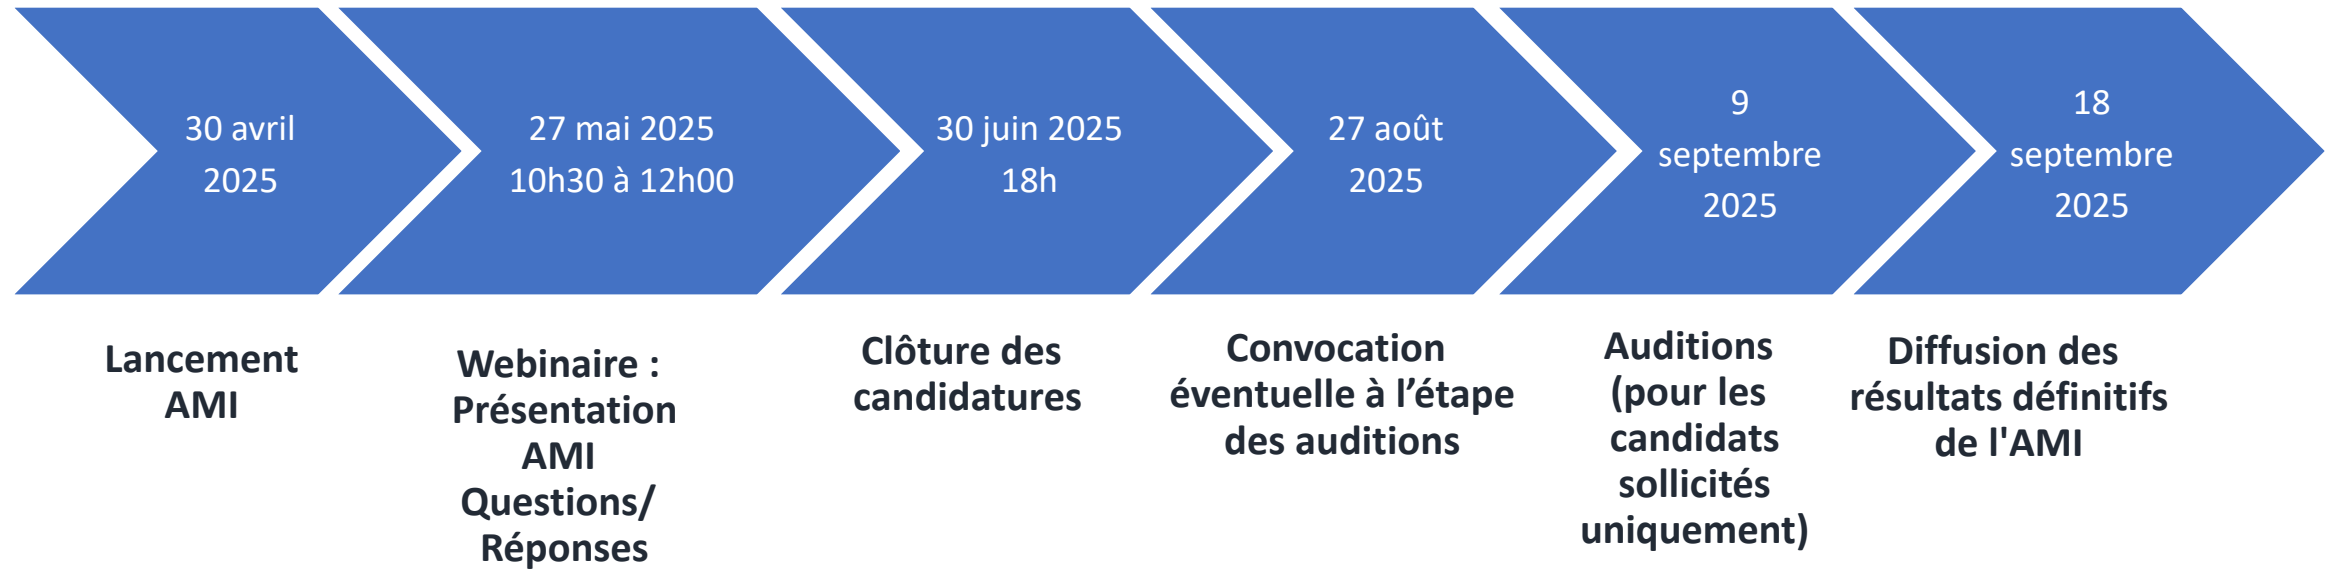 30 avril
2025
27 mai 2025
10h30 à 12h00
30 juin 2025
18h
27 août
2025
9
septembre
2025
18
septembre
2025
Lancement
AMI
Webinaire :
Présentation
AMI
Questions/
Réponses
Clôture des
candidatures
Convocation
éventuelle à l’étape
des auditions
Auditions
(pour les
candidats
sollicités
uniquement)
Diffusion des
résultats définitifs
de l'AMI